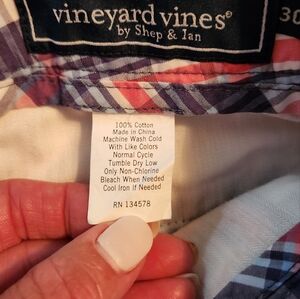 vineyard vines®
by Shep & Ian
30
100% Cotton
Made in China
Machine Wash Cold
With Like Colors
Normal Cycle
Tumble Dry Low
Only Non-Chlorine
Bleach When Needed
Cool Iron If Needed
RN 134578